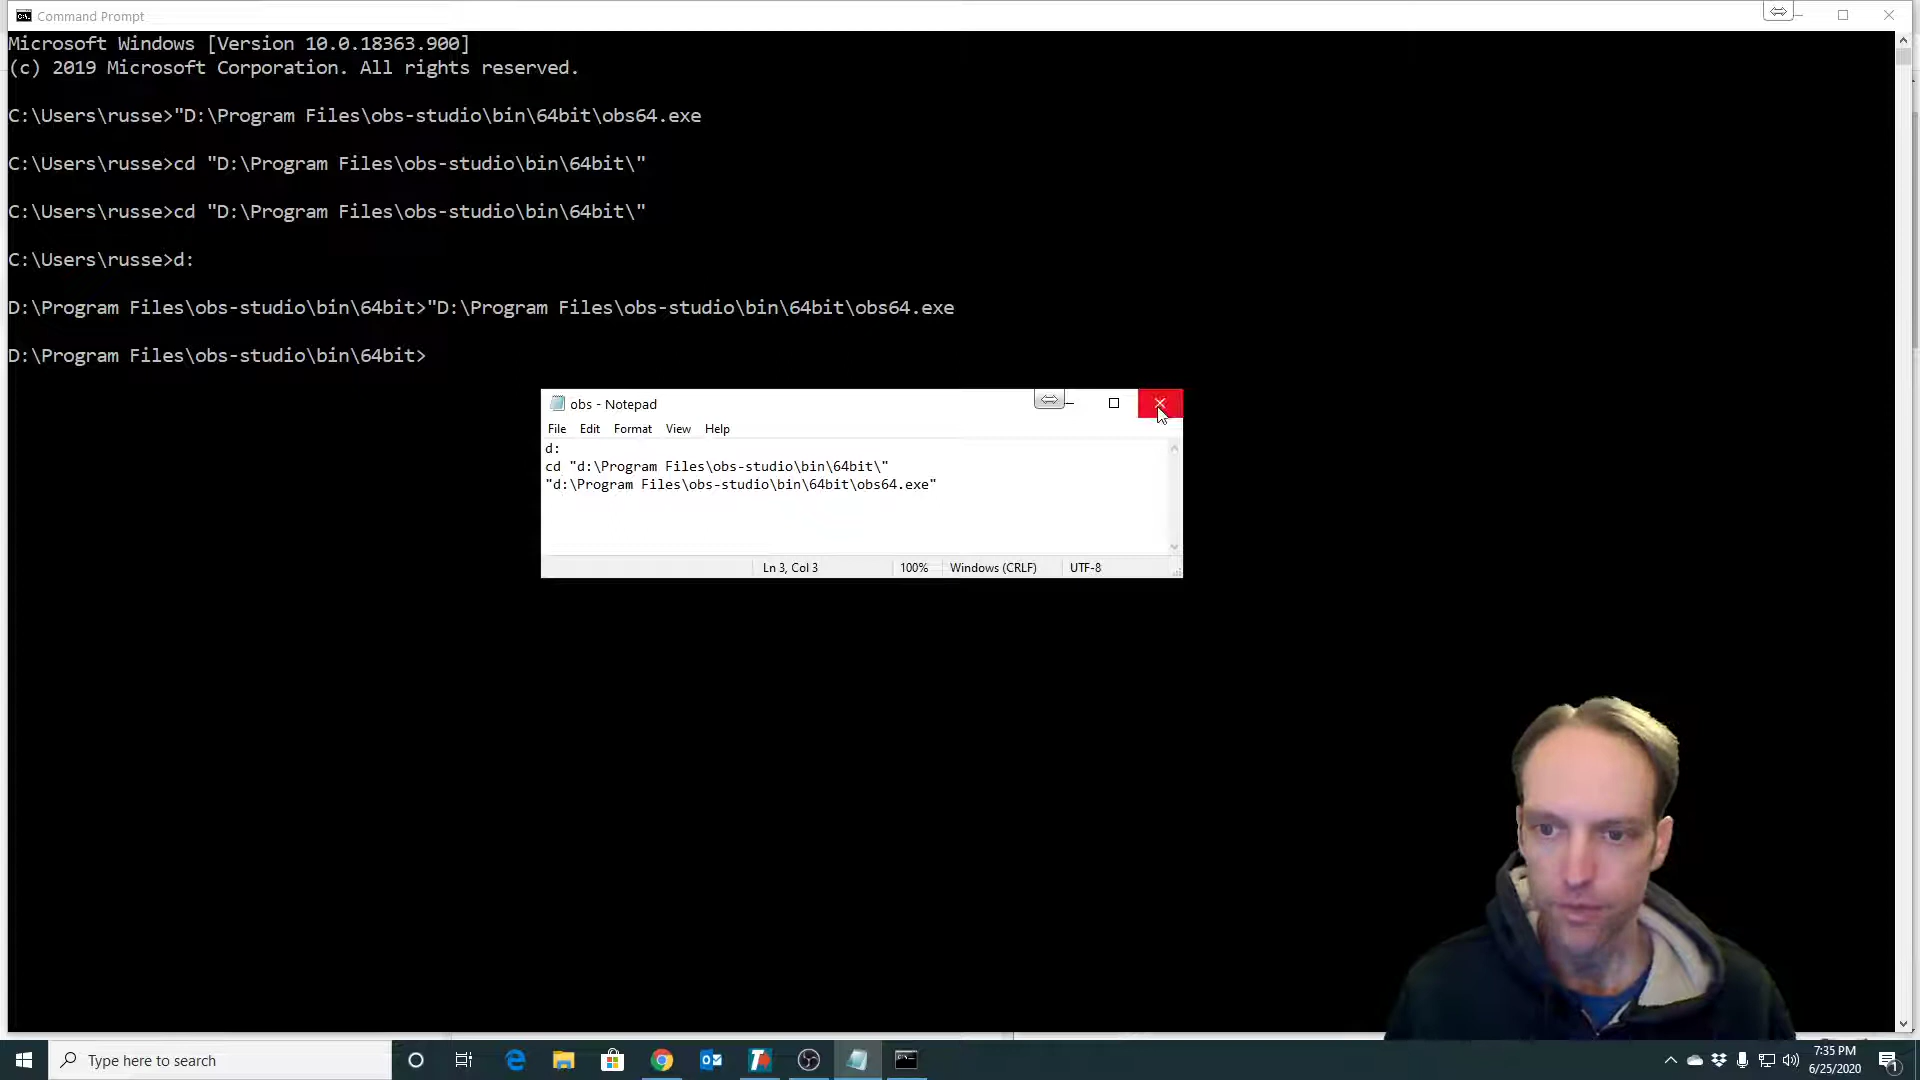 Command Prompt
Microsoft Windows [Version 10.0.18363.900]
(c) 2019 Microsoft Corporation. All rights reserved.
C:\Users\russe>"D:\Program Files\obs-studio\bin\64bit\obs64.exe
C:\Users\russe>cd "D:\Program Files\obs-studio\bin\64bit\"
C:\Users\russe>cd "D:\Program Files\obs-studio\bin\64bit\"
C:\Users\russe>d:
D:\Program Files\obs-studio\bin\64bit>"D:\Program Files\obs-studio\bin\64bit\obs64.exe
D:\Program Files\obs-studio\bin\64bit>
obs - Notepad
File Edit Format View Help
d:
cd "d:\Program Files\obs-studio\bin\64bit\"
"d:\Program Files\obs-studio\bin\64bit\obs64.exe"
Ln 3, Col 3 100% Windows (CRLF) UTF-8
Type here to search
7:35 PM
6/25/2020
1